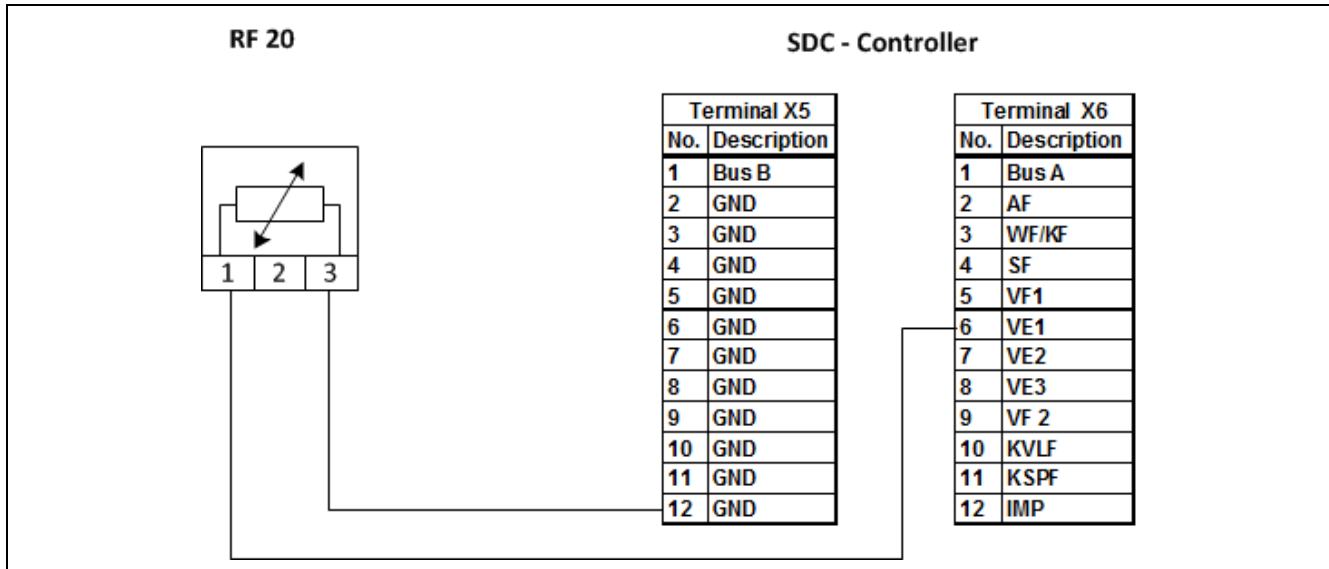 RF 20
SDC - Controller
1 2 3
Terminal X5
No. Description
1 Bus B
2 GND
3 GND
4 GND
5 GND
6 GND
7 GND
8 GND
9 GND
10 GND
11 GND
12 GND
Terminal X6
No. Description
1 Bus A
2 AF
3 WF/KF
4 SF
5 VF1
6 VE1
7 VE2
8 VE3
9 VF 2
10 KVLF
11 KSPF
12 IMP